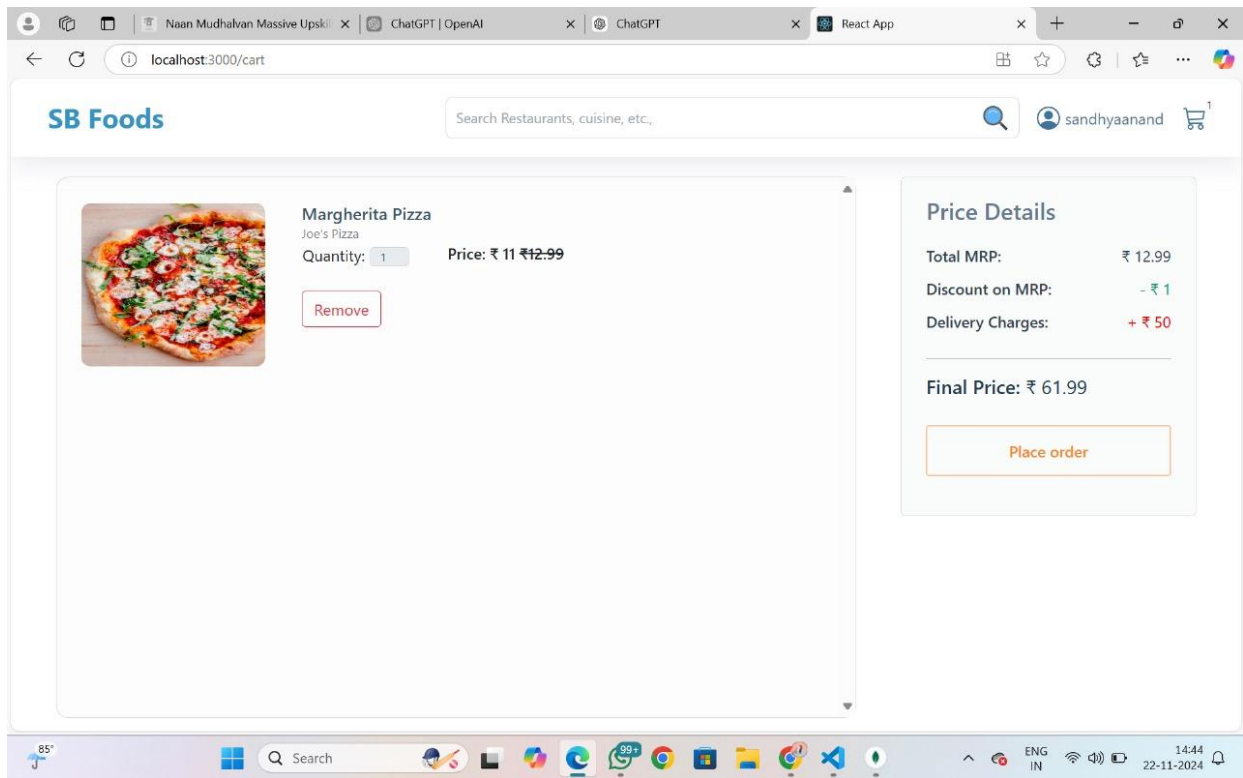 Naan Mudhalvan Massive Upskil
ChatGPT | OpenAI
ChatGPT
React App
localhost:3000/cart
SB Foods
Search Restaurants, cuisine, etc.,
sandhyaanand
1
Margherita Pizza
Joe's Pizza
Quantity: 1 Price: ₹ 11 ₹12.99
Remove
Price Details
Total MRP: ₹ 12.99
Discount on MRP: - ₹ 1
Delivery Charges: + ₹ 50
Final Price: ₹ 61.99
Place order
85°
Search
99+
ENG
IN
14:44
22-11-2024